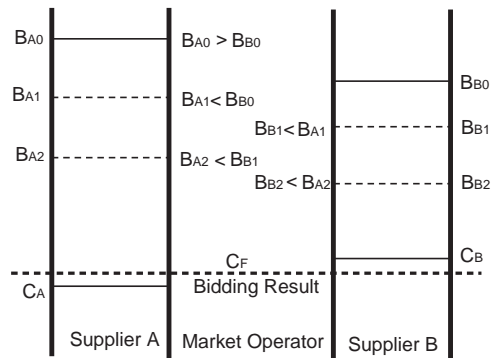 BA0
BA0 > BB0
BB0
BA1
BA1< BB0
BB1< BA1
BB1
BA2
BA2 < BB1
BB2 < BA2
BB2
CF
CB
CA
Bidding Result
Supplier A
Market Operator
Supplier B